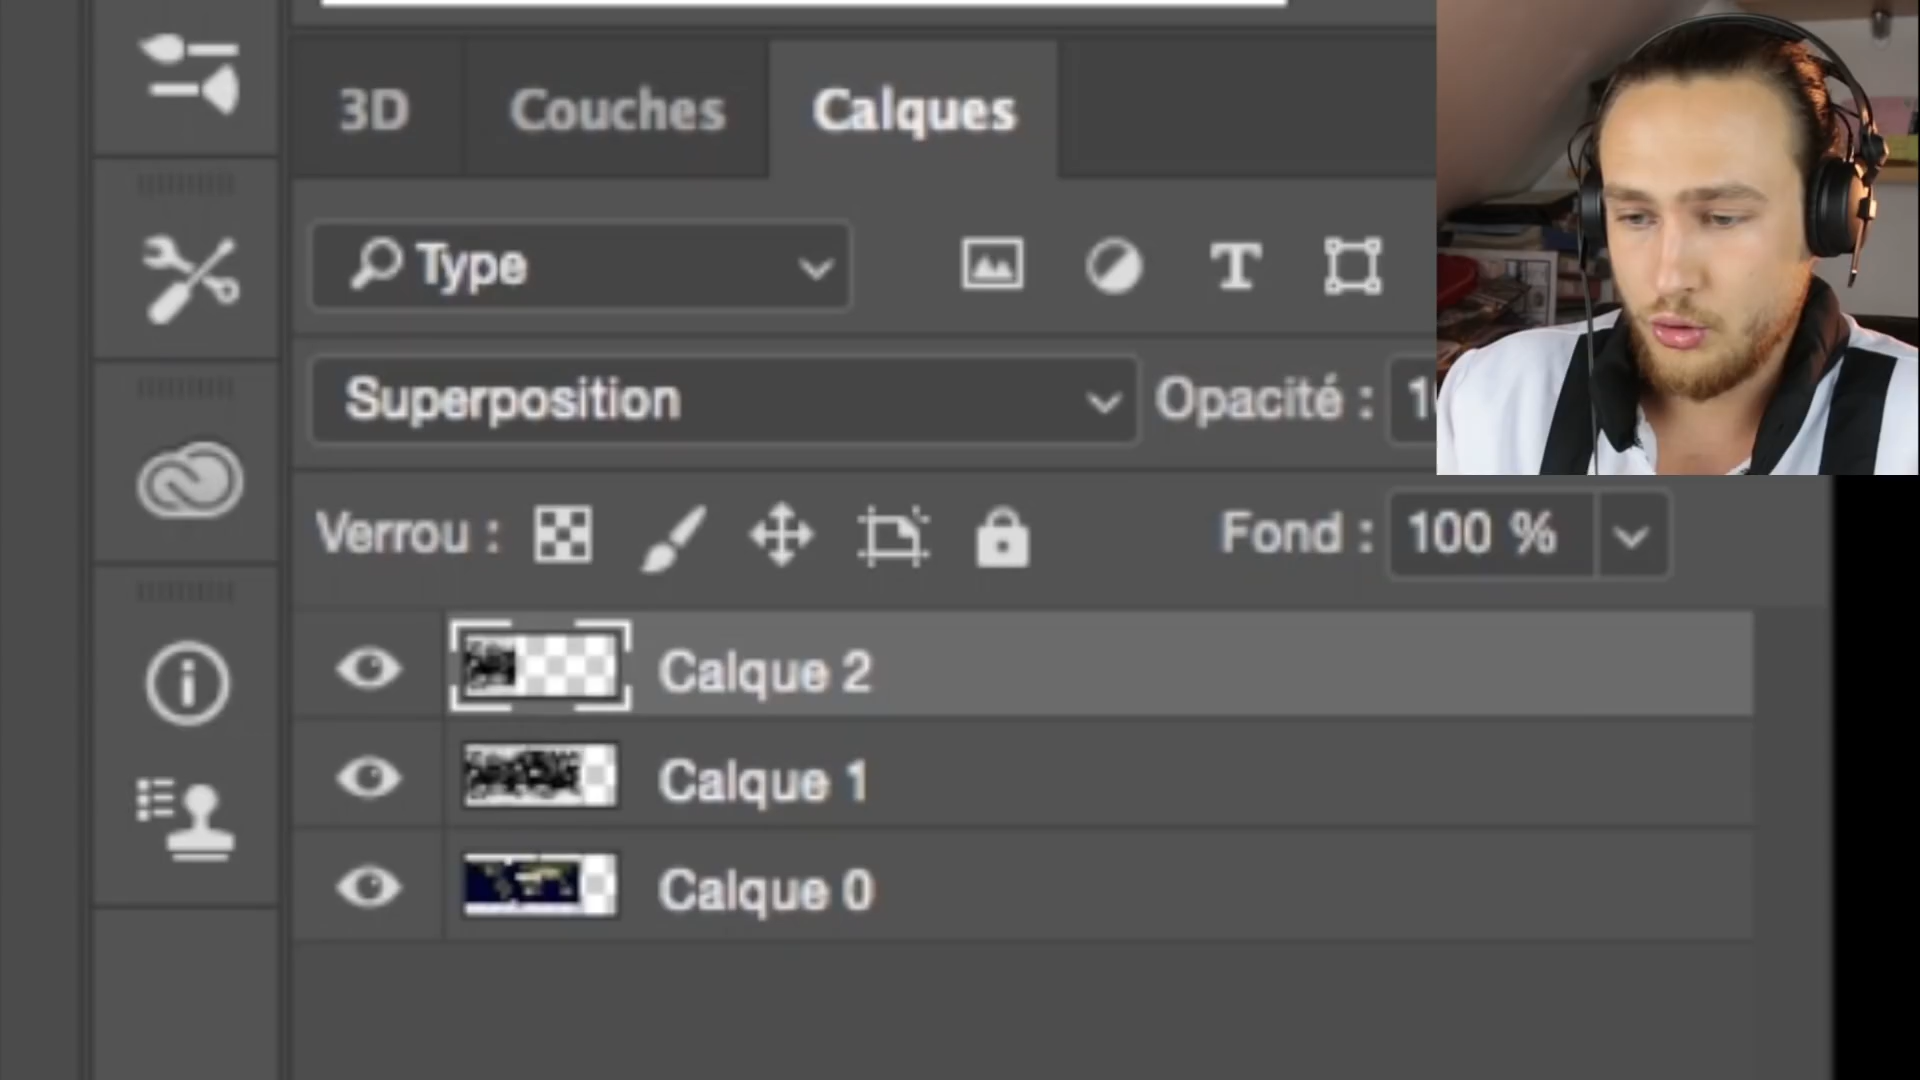 3D Couches Calques
Type T
Superposition Opacité :
Verrou : Fond : 100 %
Calque 2
Calque 1
Calque 0